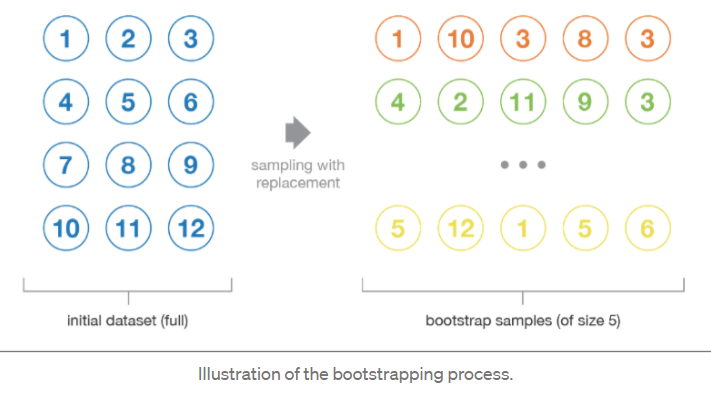 1 2 3
4 5 6
7 8 9
10 11 12
initial dataset (full)
sampling with
replacement
1 10 3 8 3
4 2 11 9 3
5 12 1 5 6
bootstrap samples (of size 5)
Illustration of the bootstrapping process.